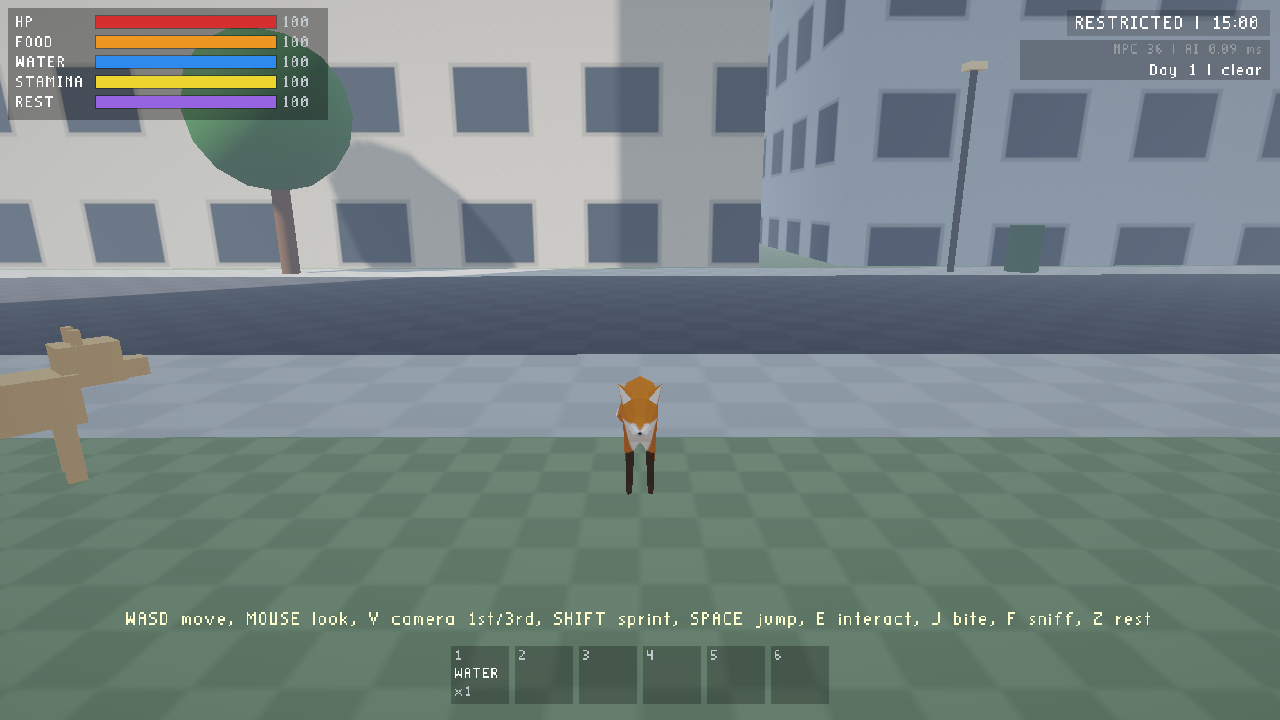 HP 100
FOOD 100
WATER 100
STAMINA 100
REST 100
RESTRICTED | 15:00
NPC 36 | AI 0.09 ms
Day 1 | clear
WASD move, MOUSE look, V camera 1st/3rd, SHIFT sprint, SPACE jump, E interact, J bite, F sniff, Z rest
1 2 3 4 5 6
WATER
x1